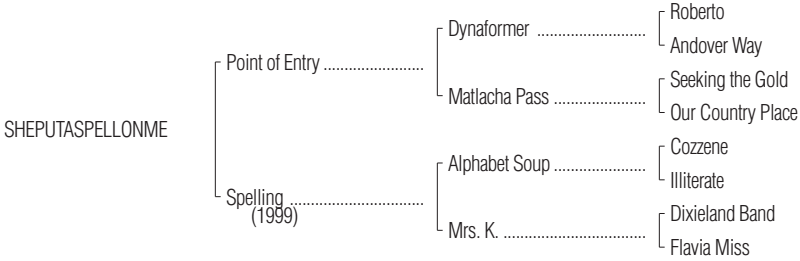 Roberto
Dynaformer ..........................
Andover Way
Point of Entry ........................
Seeking the Gold
Matlacha Pass ......................
Our Country Place
SHEPUTASPELLONME
Cozzene
Alphabet Soup ......................
Illiterate
Spelling ................................
(1999)
Dixieland Band
Mrs. K. ..................................
Flavia Miss